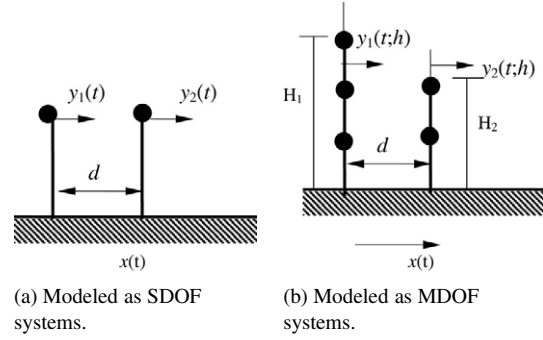 y₁(t)
y₂(t)
d
x(t)
(a) Modeled as SDOF
systems.
y₁(t;h)
y₂(t;h)
H₁
H₂
d
x(t)
(b) Modeled as MDOF
systems.